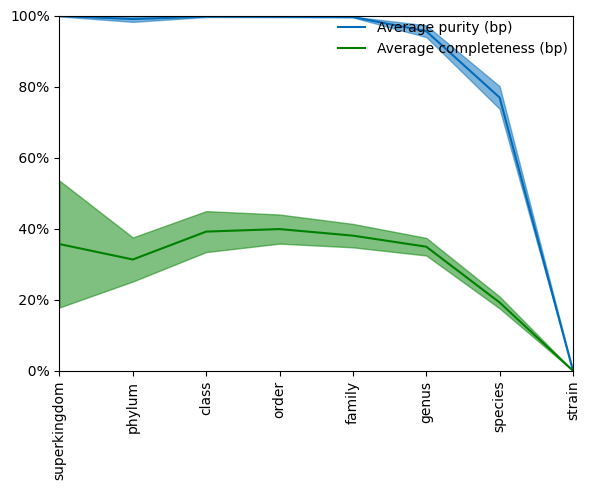 100%
Average purity (bp)
Average completeness (bp)
80%
60%
40%
20%
0%
superkingdom
phylum
class
order
family
genus
species
strain